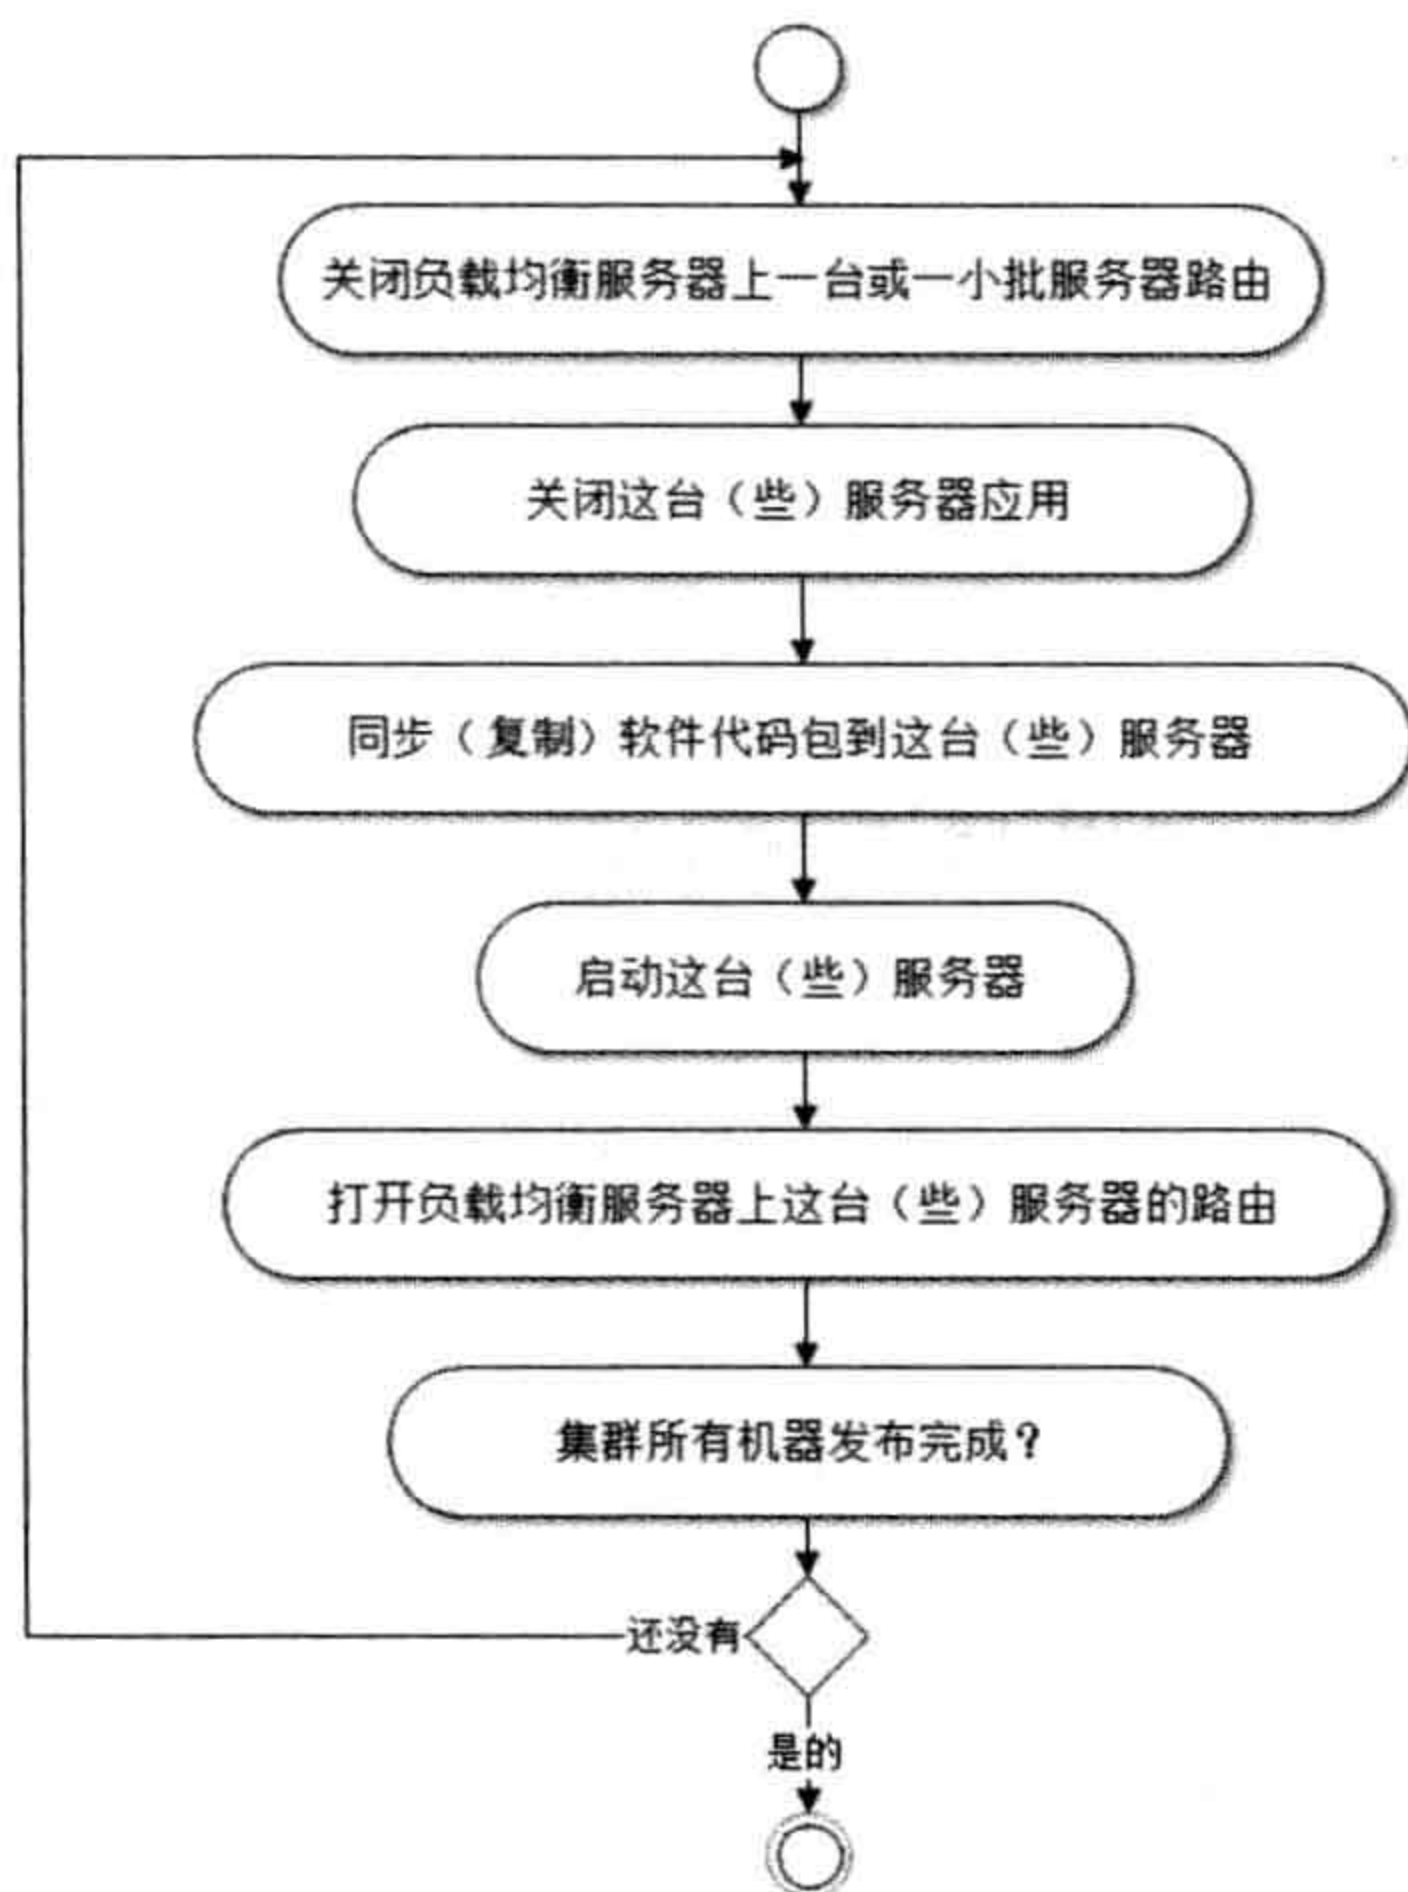 关闭负载均衡服务器上一台或一小批服务器路由
关闭这台（些）服务器应用
同步（复制）软件代码包到这台（些）服务器
启动这台（些）服务器
打开负载均衡服务器上这台（些）服务器的路由
集群所有机器发布完成？
还没有
是的